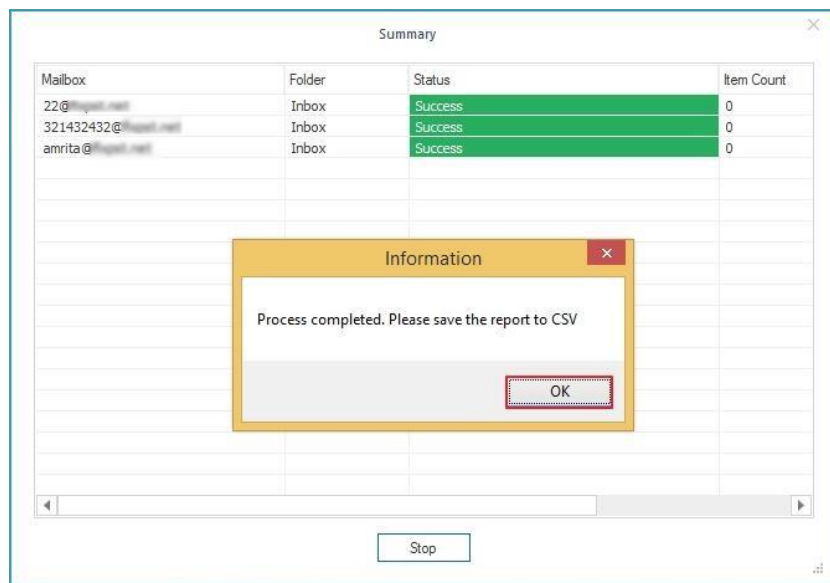 Summary
Mailbox Folder Status Item Count
22@ Inbox Success 0
321432432@ Inbox Success 0
amrita@ Inbox Success 0
Information
Process completed. Please save the report to CSV
OK
Stop